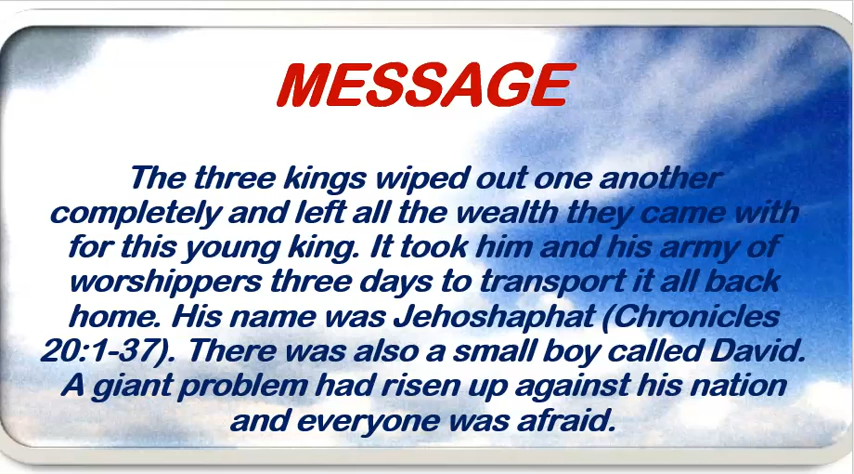 MESSAGE
The three kings wiped out one another
completely and left all the wealth they came with
for this young king. It took him and his army of
worshippers three days to transport it all back
home. His name was Jehoshaphat (Chronicles
20:1-37). There was also a small boy called David.
A giant problem had risen up against his nation
and everyone was afraid.